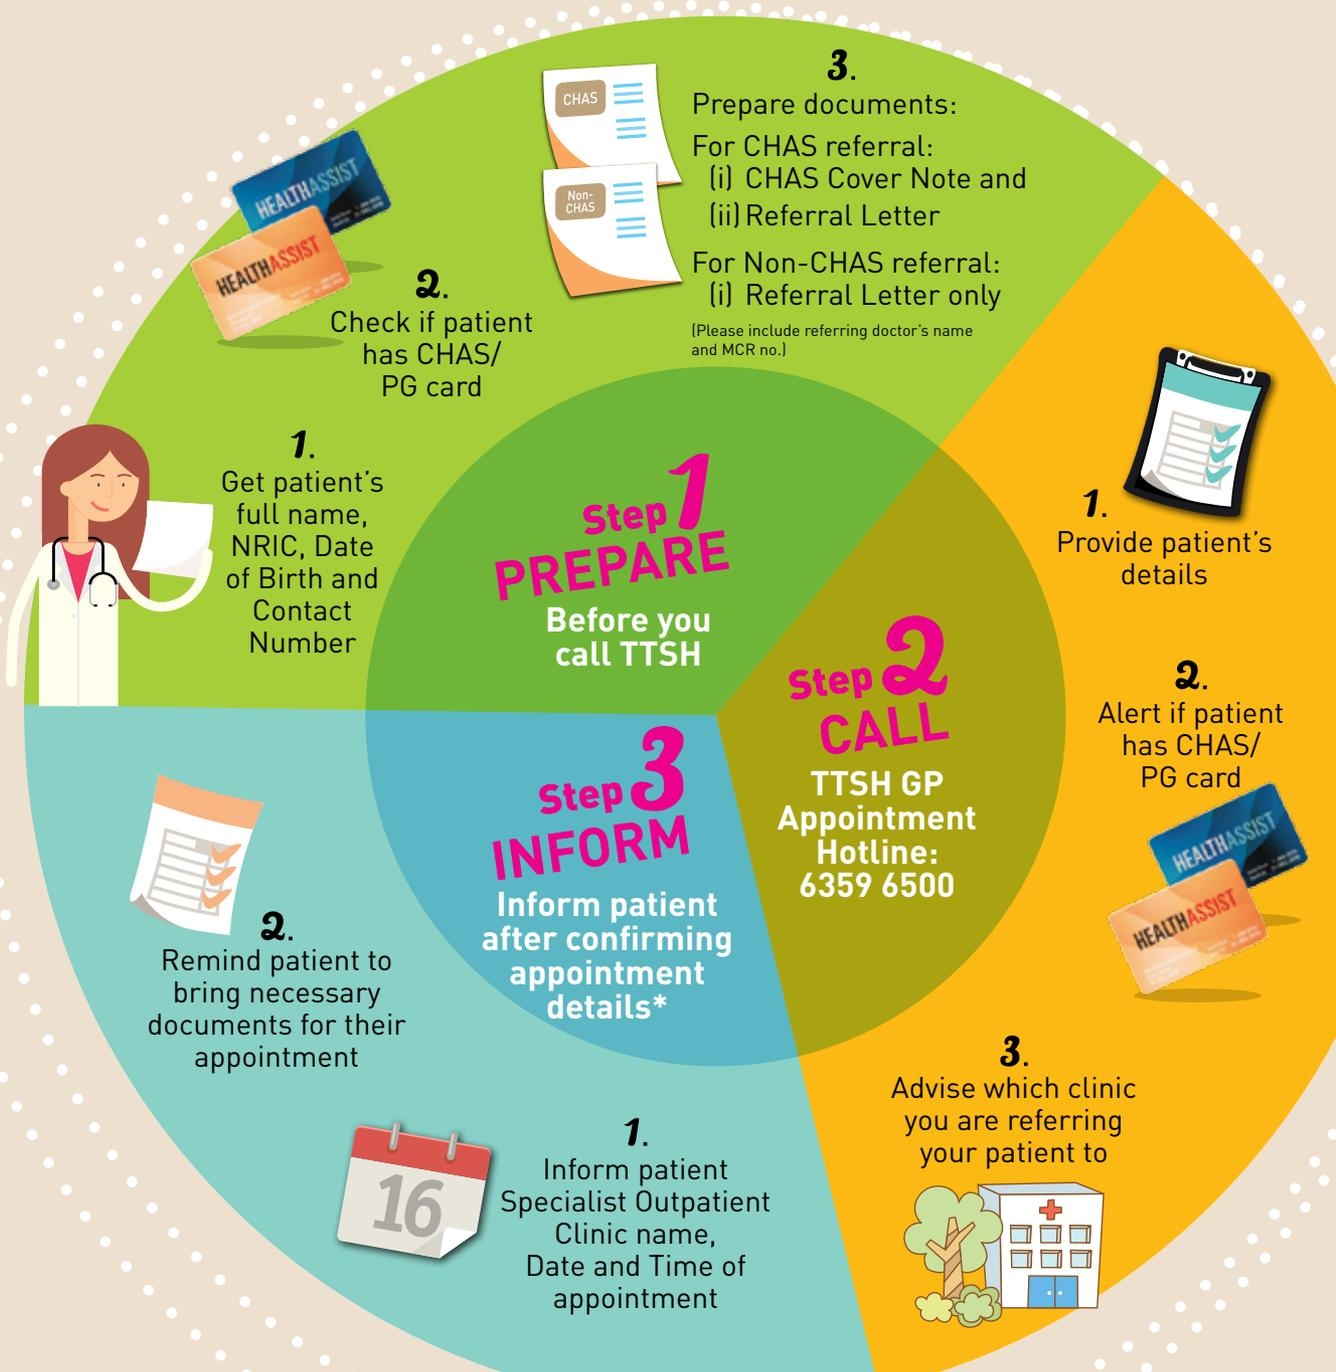 3.
Prepare documents:
For CHAS referral:
(i) CHAS Cover Note and
(ii) Referral Letter
For Non-CHAS referral:
(i) Referral Letter only
(Please include referring doctor's name
and MCR no.)
CHAS
Non-
CHAS
HEALTHASSIST
HEALTHASSIST
2.
Check if patient
has CHAS/
PG card
1.
Get patient's
full name,
NRIC, Date
of Birth and
Contact
Number
Step 1
PREPARE
Before you
call TTSH
Step 2
CALL
TTSH GP
Appointment
Hotline:
6359 6500
1.
Provide patient's
details
2.
Alert if patient
has CHAS/
PG card
HEALTHASSIST
HEALTHASSIST
3.
Advise which clinic
you are referring
your patient to
Step 3
INFORM
Inform patient
after confirming
appointment
details*
1.
Inform patient
Specialist Outpatient
Clinic name,
Date and Time of
appointment
16
2.
Remind patient to
bring necessary
documents for their
appointment